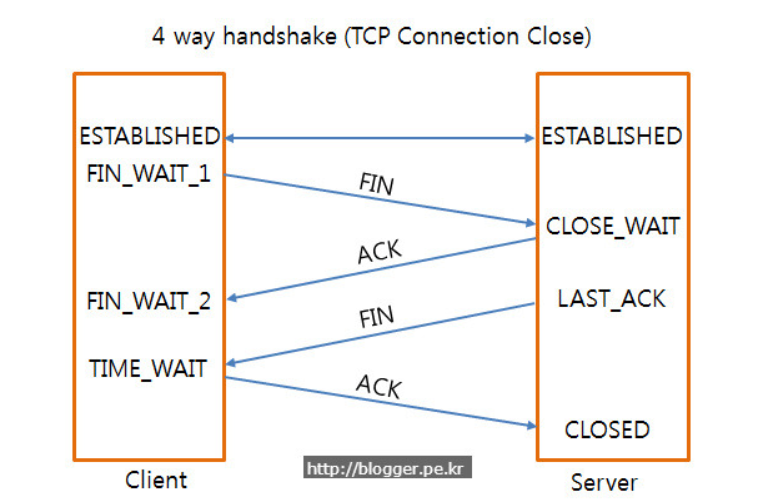 4 way handshake (TCP Connection Close)
ESTABLISHED
ESTABLISHED
FIN_WAIT_1
FIN
CLOSE_WAIT
ACK
FIN_WAIT_2
FIN
LAST_ACK
TIME_WAIT
ACK
CLOSED
Client
http://blogger.pe.kr
Server